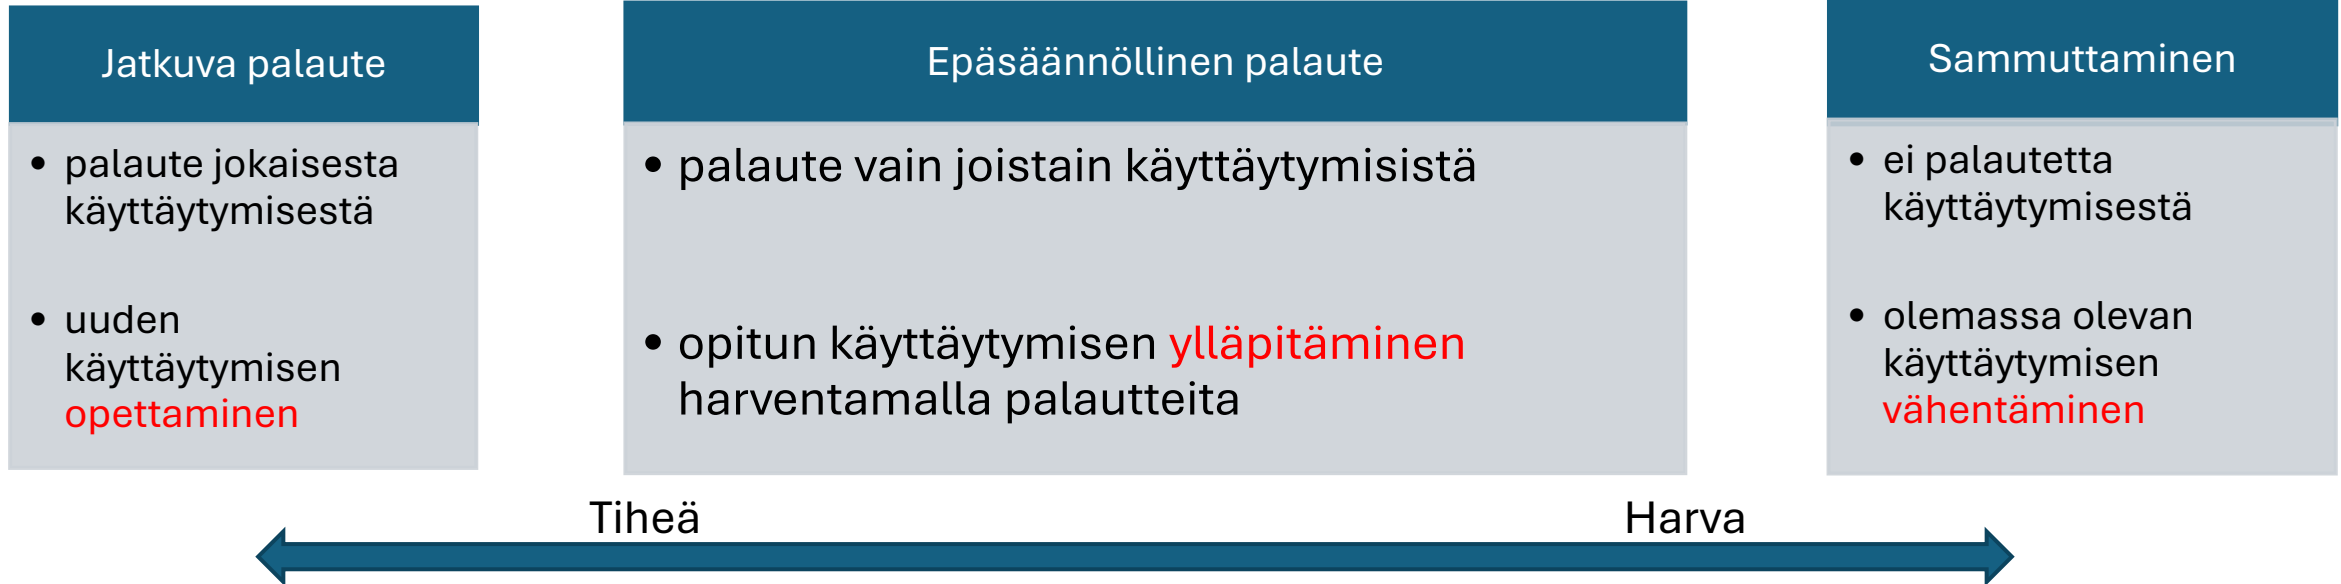 Jatkuva palaute
• palaute jokaisesta
käyttäytymisestä
• uuden
käyttäytymisen
opettaminen
Epäsäännöllinen palaute
• palaute vain joistain käyttäytymisistä
• opitun käyttäytymisen ylläpitäminen
harventamalla palautteita
Sammuttaminen
• ei palautetta
käyttäytymisestä
• olemassa olevan
käyttäytymisen
vähentäminen
Tiheä
Harva